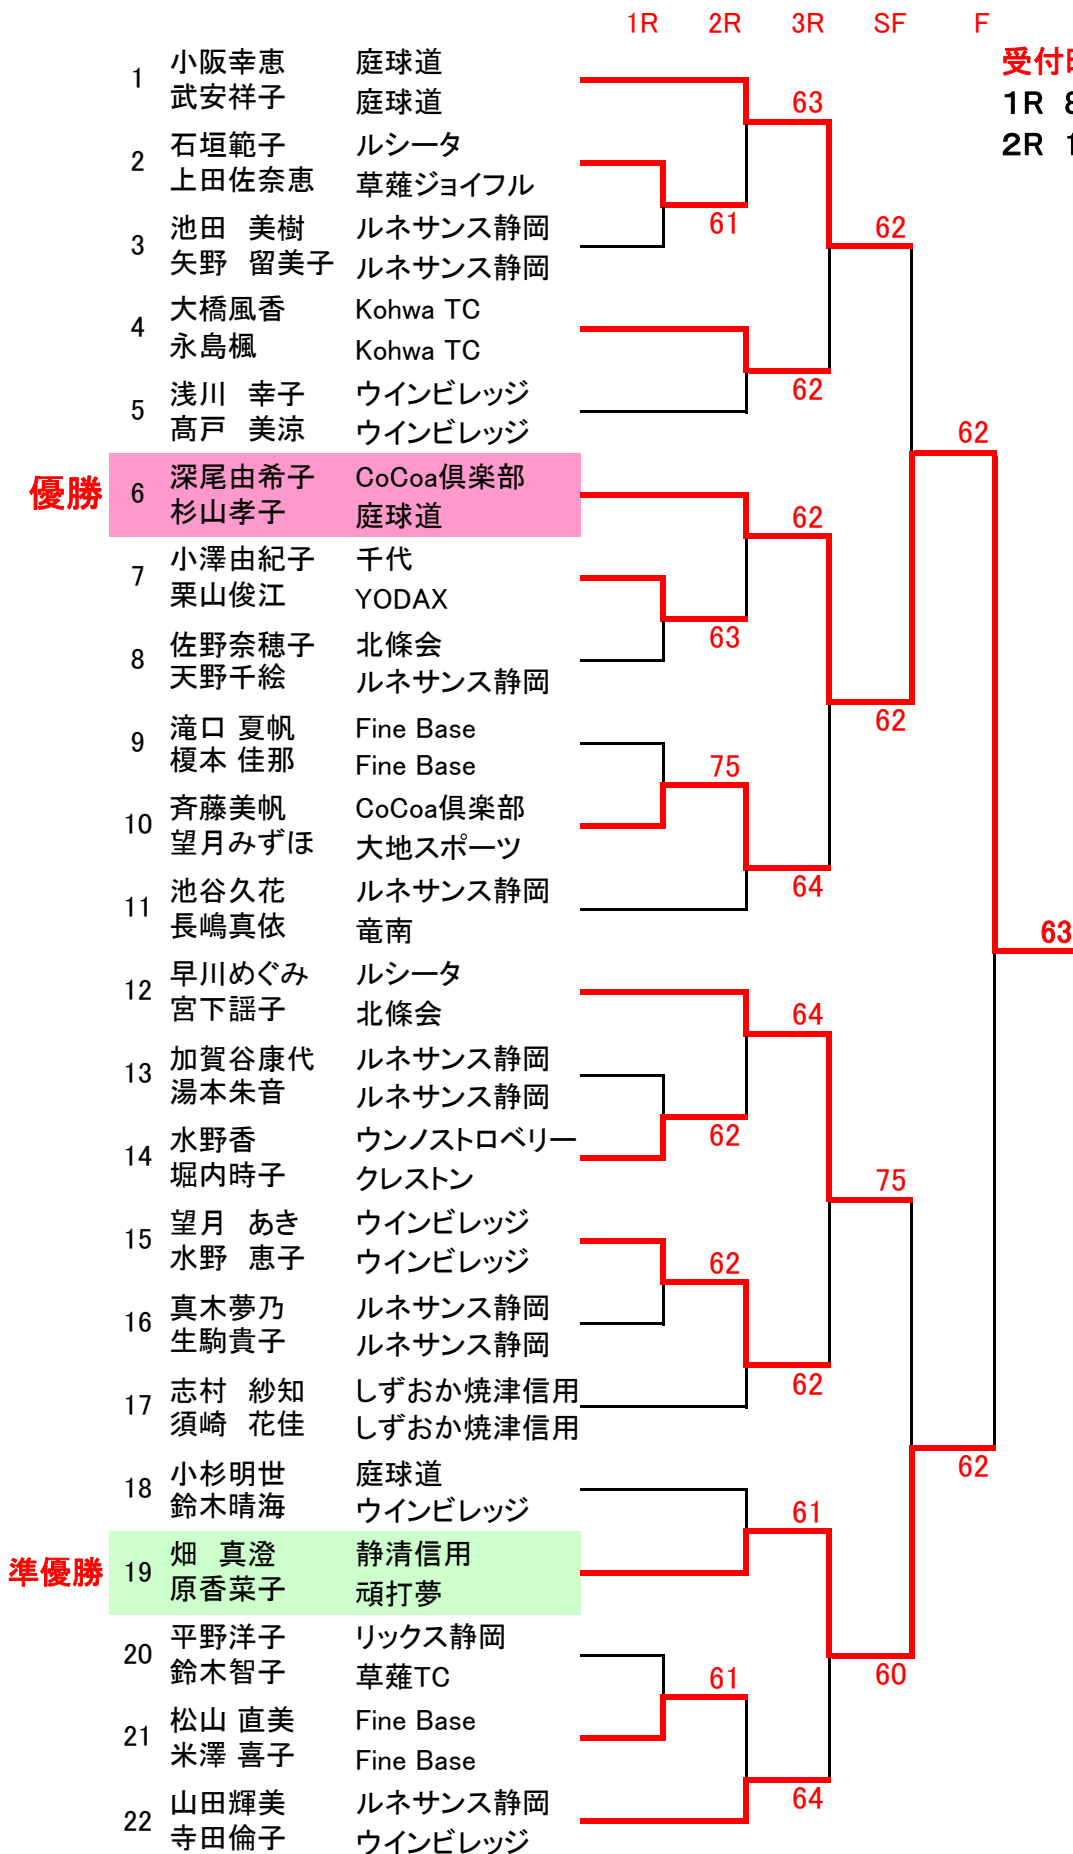 1R 2R 3R SF F
受付時
1R 8
2R 1
1 小阪幸恵 庭球道
武安祥子 庭球道
63
2 石垣範子 ルシータ
上田佐奈恵 草薙ジョイフル
61
3 池田 美樹 ルネサンス静岡
矢野 留美子 ルネサンス静岡
62
4 大橋風香 Kohwa TC
永島楓 Kohwa TC
62
5 浅川 幸子 ウインビレッジ
髙戸 美涼 ウインビレッジ
62
優勝 6 深尾由希子 CoCoa倶楽部
杉山孝子 庭球道
62
7 小澤由紀子 千代
栗山俊江 YODAX
63
8 佐野奈穂子 北條会
天野千絵 ルネサンス静岡
62
9 滝口 夏帆 Fine Base
榎本 佳那 Fine Base
75
10 斉藤美帆 CoCoa倶楽部
望月みずほ 大地スポーツ
64
11 池谷久花 ルネサンス静岡
長嶋真依 竜南
63
12 早川めぐみ ルシータ
宮下謡子 北條会
64
13 加賀谷康代 ルネサンス静岡
湯本朱音 ルネサンス静岡
62
14 水野香 ウンノストロベリー
堀内時子 クレストン
75
15 望月 あき ウインビレッジ
水野 恵子 ウインビレッジ
62
16 真木夢乃 ルネサンス静岡
生駒貴子 ルネサンス静岡
62
17 志村 紗知 しずおか焼津信用
須崎 花佳 しずおか焼津信用
62
18 小杉明世 庭球道
鈴木晴海 ウインビレッジ
61
準優勝 19 畑 真澄 静清信用
原香菜子 頑打夢
20 平野洋子 リックス静岡
鈴木智子 草薙TC
61 60
21 松山 直美 Fine Base
米澤 喜子 Fine Base
64
22 山田輝美 ルネサンス静岡
寺田倫子 ウインビレッジ